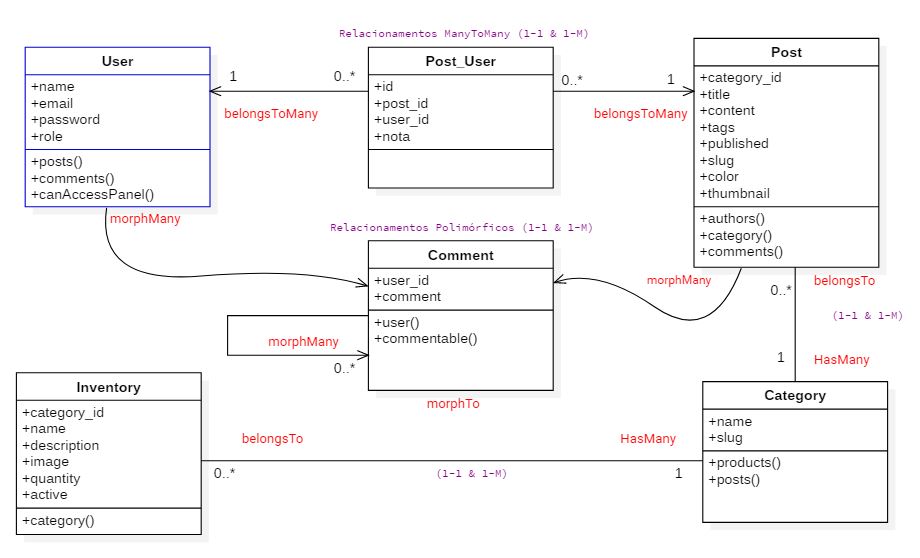 Relacionamentos ManyToMany (1-1 & 1-M)
User
+name
+email
+password
+role
+posts()
+comments()
+canAccessPanel()
1
0..*
belongsToMany
Post_User
+id
+post_id
+user_id
+nota
0..*
1
belongsToMany
Post
+category_id
+title
+content
+tags
+published
+slug
+color
+thumbnail
+authors()
+category()
+comments()
morphMany
Relacionamentos Polimórficos (1-1 & 1-M)
Comment
+user_id
+comment
+user()
+commentable()
morphMany
0..*
morphTo
morphMany
belongsTo
0..*
(1-1 & 1-M)
1
HasMany
Inventory
+category_id
+name
+description
+image
+quantity
+active
+category()
belongsTo
0..*
(1-1 & 1-M)
HasMany
1
Category
+name
+slug
+products()
+posts()